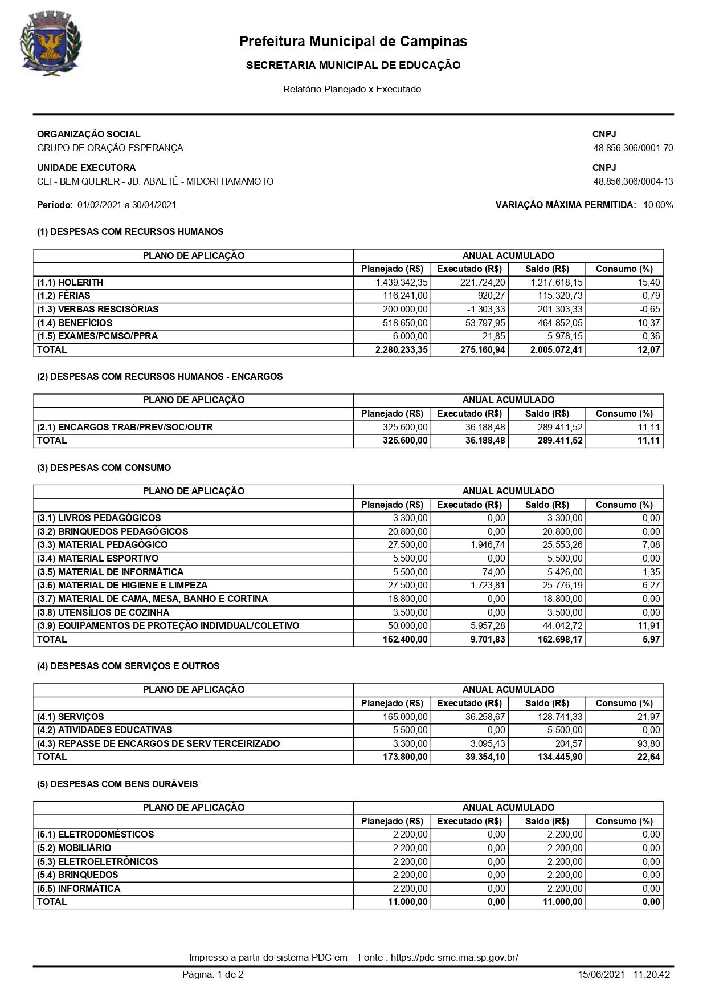 Prefeitura Municipal de Campinas
SECRETARIA MUNICIPAL DE EDUCAÇÃO
Relatório Planejado x Executado
ORGANIZAÇÃO SOCIAL CNPJ
GRUPO DE ORAÇÃO ESPERANÇA 48.856.306/0001-70
UNIDADE EXECUTORA CNPJ
CEI - BEM QUERER - JD. ABAETÉ - MIDORI HAMAMOTO 48.856.306/0004-13
Período: 01/02/2021 a 30/04/2021 VARIAÇÃO MÁXIMA PERMITIDA: 10.00%
(1) DESPESAS COM RECURSOS HUMANOS
PLANO DE APLICAÇÃO ANUAL ACUMULADO
Planejado (R$) Executado (R$) Saldo (R$) Consumo (%)
(1.1) HOLERITH 1.439.342,35 221.724,20 1.217.618,15 15,40
(1.2) FÉRIAS 116.241,00 920,27 115.320,73 0,79
(1.3) VERBAS RESCISÓRIAS 200.000,00 -1.303,33 201.303,33 -0,65
(1.4) BENEFÍCIOS 518.650,00 53.797,95 464.852,05 10,37
(1.5) EXAMES/PCMSO/PPRA 6.000,00 21,85 5.978,15 0,36
TOTAL 2.280.233,35 275.160,94 2.005.072,41 12,07
(2) DESPESAS COM RECURSOS HUMANOS - ENCARGOS
PLANO DE APLICAÇÃO ANUAL ACUMULADO
Planejado (R$) Executado (R$) Saldo (R$) Consumo (%)
(2.1) ENCARGOS TRAB/PREV/SOC/OUTR 325.600,00 36.188,48 289.411,52 11,11
TOTAL 325.600,00 36.188,48 289.411,52 11,11
(3) DESPESAS COM CONSUMO
PLANO DE APLICAÇÃO ANUAL ACUMULADO
Planejado (R$) Executado (R$) Saldo (R$) Consumo (%)
(3.1) LIVROS PEDAGÓGICOS 3.300,00 0,00 3.300,00 0,00
(3.2) BRINQUEDOS PEDAGÓGICOS 20.800,00 0,00 20.800,00 0,00
(3.3) MATERIAL PEDAGÓGICO 27.500,00 1.946,74 25.553,26 7,08
(3.4) MATERIAL ESPORTIVO 5.500,00 0,00 5.500,00 0,00
(3.5) MATERIAL DE INFORMÁTICA 5.500,00 74,00 5.426,00 1,35
(3.6) MATERIAL DE HIGIENE E LIMPEZA 27.500,00 1.723,81 25.776,19 6,27
(3.7) MATERIAL DE CAMA, MESA, BANHO E CORTINA 18.800,00 0,00 18.800,00 0,00
(3.8) UTENSÍLIOS DE COZINHA 3.500,00 0,00 3.500,00 0,00
(3.9) EQUIPAMENTOS DE PROTEÇÃO INDIVIDUAL/COLETIVO 50.000,00 5.957,28 44.042,72 11,91
TOTAL 162.400,00 9.701,83 152.698,17 5,97
(4) DESPESAS COM SERVIÇOS E OUTROS
PLANO DE APLICAÇÃO ANUAL ACUMULADO
Planejado (R$) Executado (R$) Saldo (R$) Consumo (%)
(4.1) SERVIÇOS 165.000,00 36.258,67 128.741,33 21,97
(4.2) ATIVIDADES EDUCATIVAS 5.500,00 0,00 5.500,00 0,00
(4.3) REPASSE DE ENCARGOS DE SERV TERCEIRIZADO 3.300,00 3.095,43 204,57 93,80
TOTAL 173.800,00 39.354,10 134.445,90 22,64
(5) DESPESAS COM BENS DURÁVEIS
PLANO DE APLICAÇÃO ANUAL ACUMULADO
Planejado (R$) Executado (R$) Saldo (R$) Consumo (%)
(5.1) ELETRODOMÉSTICOS 2.200,00 0,00 2.200,00 0,00
(5.2) MOBILIÁRIO 2.200,00 0,00 2.200,00 0,00
(5.3) ELETROELETRÔNICOS 2.200,00 0,00 2.200,00 0,00
(5.4) BRINQUEDOS 2.200,00 0,00 2.200,00 0,00
(5.5) INFORMÁTICA 2.200,00 0,00 2.200,00 0,00
TOTAL 11.000,00 0,00 11.000,00 0,00
Impresso a partir do sistema PDC em - Fonte : https://pdc-sme.ima.sp.gov.br/
Página: 1 de 2 15/06/2021 11:20:42